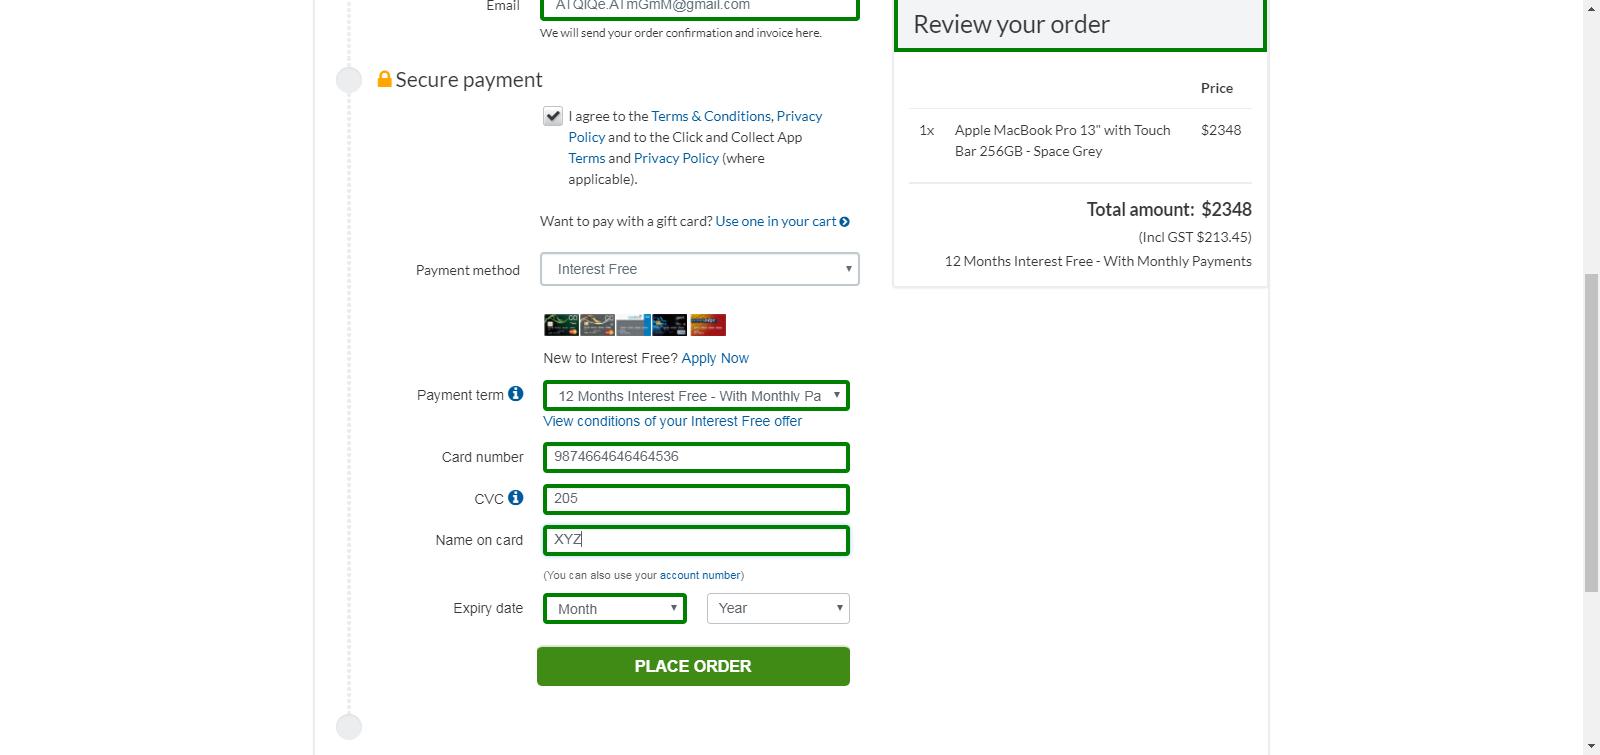 Email
ATQIQe.ATmGmM@gmail.com
We will send your order confirmation and invoice here.
Secure payment
I agree to the Terms & Conditions, Privacy
Policy and to the Click and Collect App
Terms and Privacy Policy (where
applicable).
Want to pay with a gift card? Use one in your cart
Payment method
Interest Free
New to Interest Free? Apply Now
Payment term
12 Months Interest Free - With Monthly Pa
View conditions of your Interest Free offer
Card number
9874664646464536
CVC
205
Name on card
XYZ
(You can also use your account number)
Expiry date
Month
Year
PLACE ORDER
Review your order
Price
1x Apple MacBook Pro 13" with Touch $2348
Bar 256GB - Space Grey
Total amount: $2348
(Incl GST $213.45)
12 Months Interest Free - With Monthly Payments